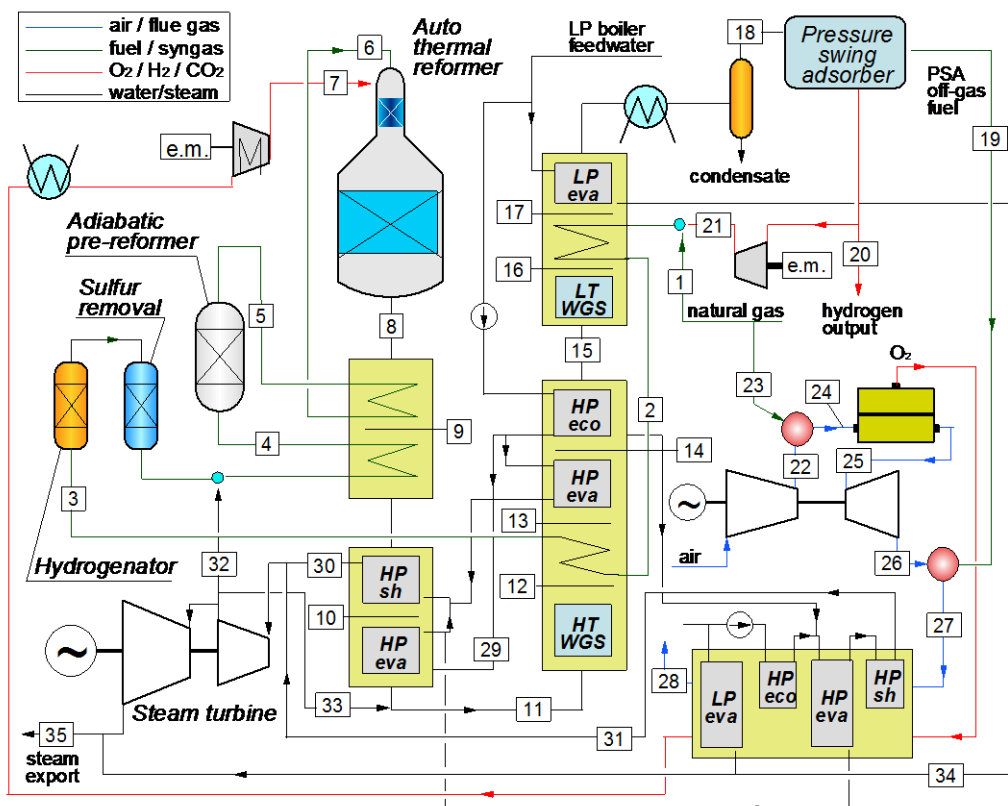 air / flue gas
fuel / syngas
O₂ / H₂ / CO₂
water/steam
6
Auto
thermal
reformer
7
e.m.
LP boiler
feedwater
18
Pressure
swing
adsorber
PSA
off-gas
fuel
19
condensate
LP
eva
17
16
LT
WGS
21
1
e.m.
20
natural gas
hydrogen
output
Adiabatic
pre-reformer
Sulfur
removal
5
8
15
O₂
4
9
3
Hydrogenator
2
HP
eco
14
HP
eva
13
12
HT
WGS
23
24
22
25
~
air
26
27
32
30
HP
sh
10
HP
eva
29
33
11
31
~
Steam turbine
28
LP
eva
HP
eco
HP
eva
HP
sh
35
steam
export
34